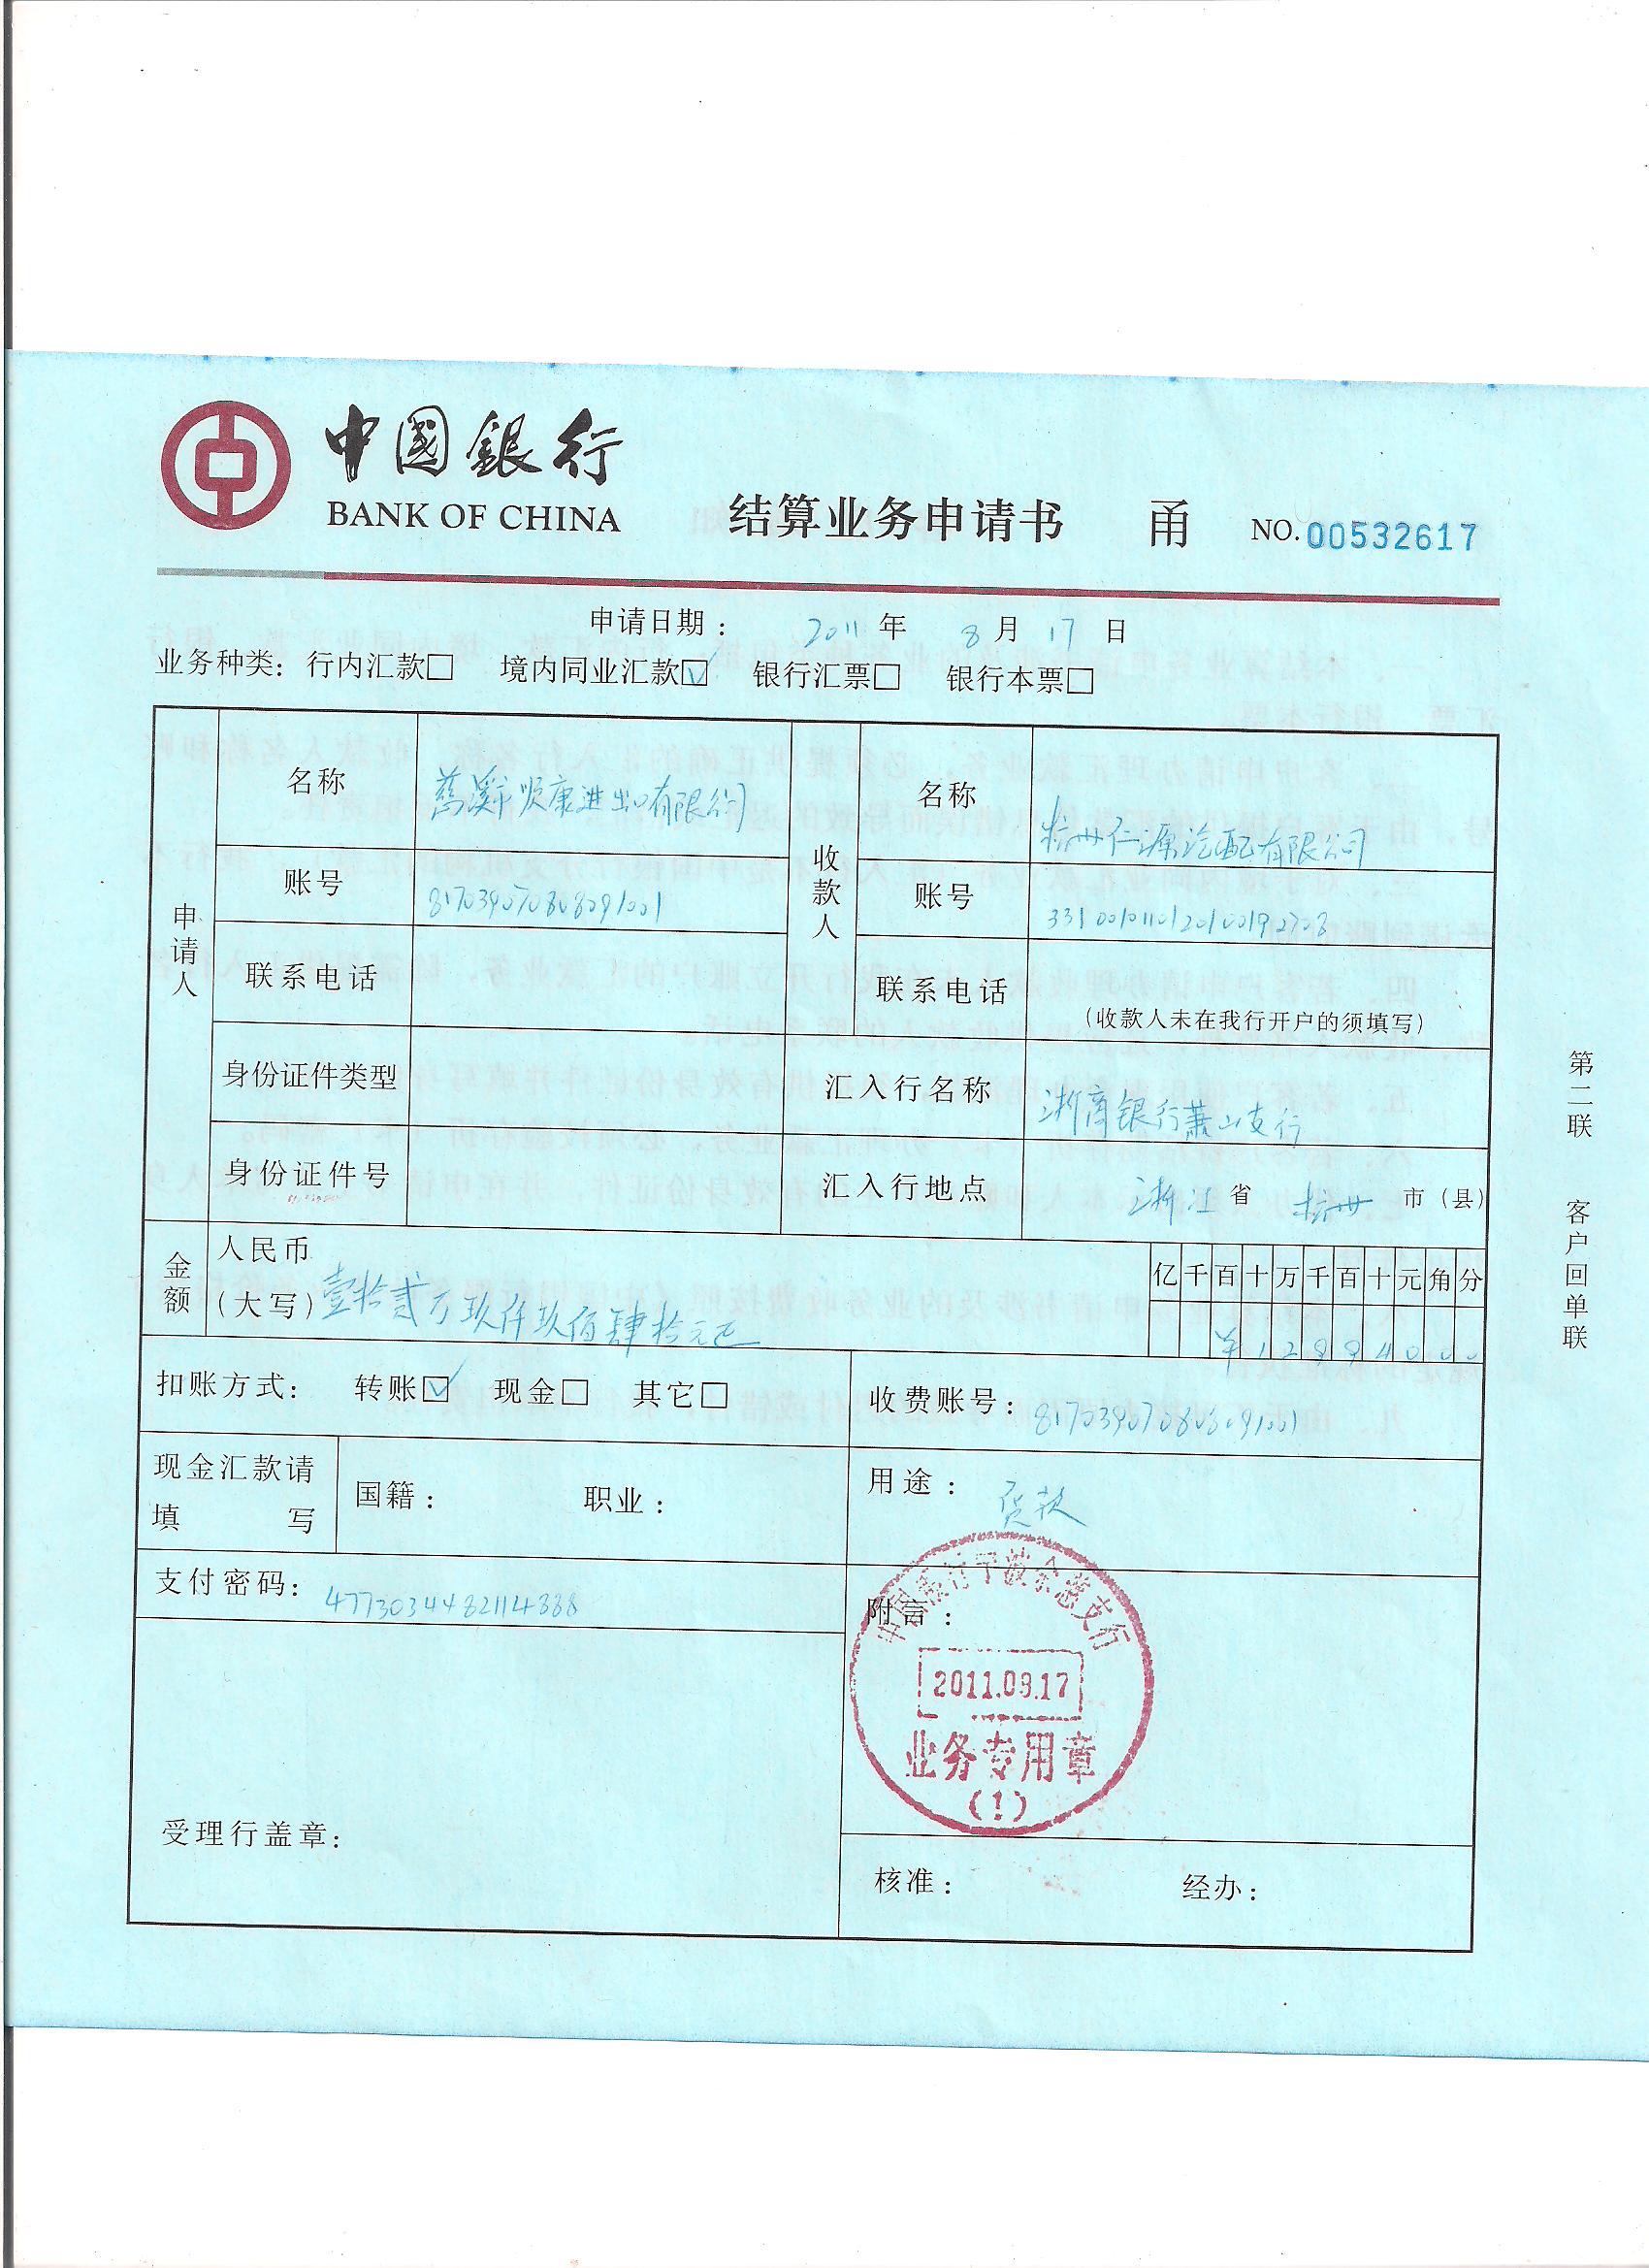 中國銀行
BANK OF CHINA
结算业务申请书 甬 NO.00532617
申请日期： 2011 年 8 月 17 日
业务种类：行内汇款□ 境内同业汇款☑ 银行汇票□ 银行本票□
申请人
名称 慈溪市顺康进出口有限公司
账号 817039070808091001
联系电话
身份证件类型
身份证件号
收款人
名称 杭州仁源汽配有限公司
账号 3310010110120100192703
联系电话 （收款人未在我行开户的须填写）
汇入行名称 浙商银行萧山支行
汇入行地点 浙江 省 杭州 市（县）
金额 人民币（大写） 壹拾贰万玖仟玖佰肆拾元正
亿 千 百 十 万 千 百 十 元 角 分
¥ 1 2 9 9 4 0 0 0
扣账方式： 转账☑ 现金□ 其它□
收费账号： 817039070808091001
现金汇款请填写 国籍： 职业：
用途： 货款
支付密码： 4773034482114888
附言：
中国银行宁波余慈支行
2011.08.17
业务专用章
(1)
受理行盖章：
核准： 经办：
第二联 客户回单联